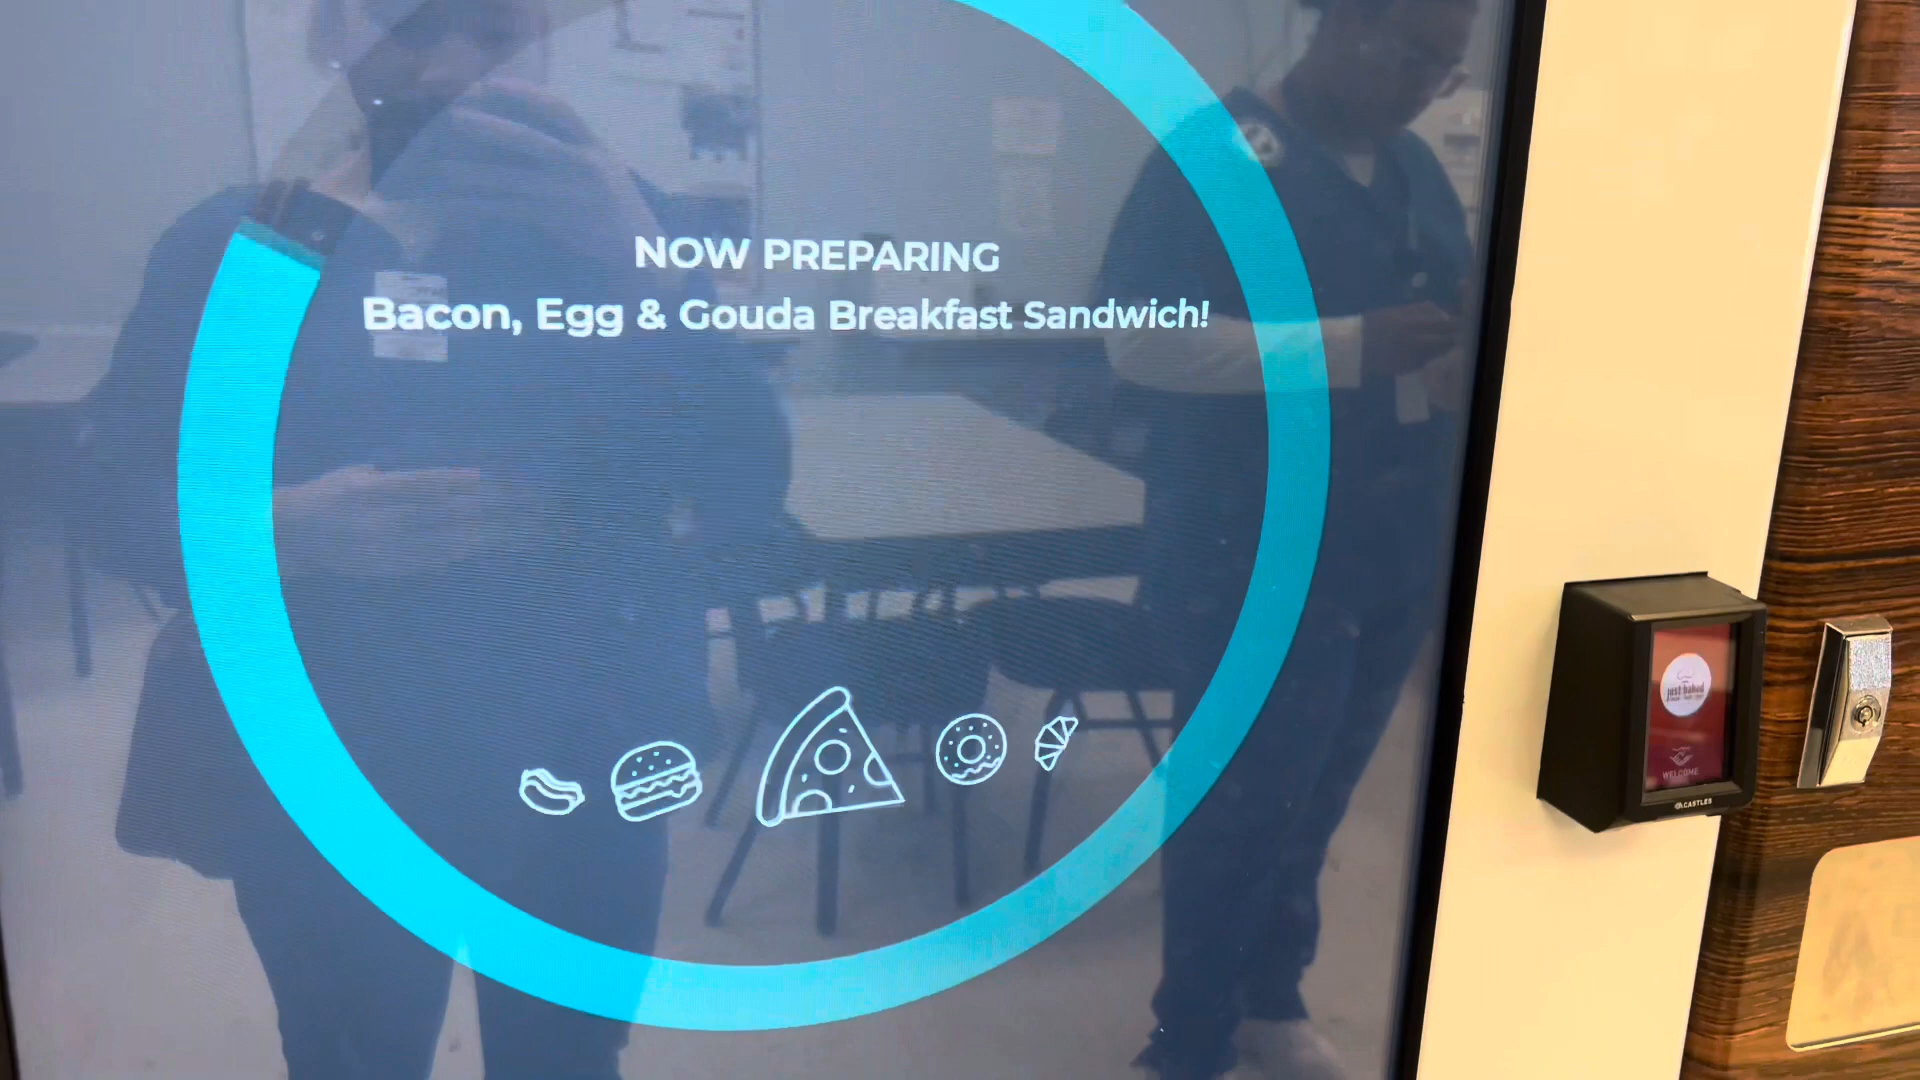 NOW PREPARING
Bacon, Egg & Gouda Breakfast Sandwich!
just baked
WELCOME
CASTLES